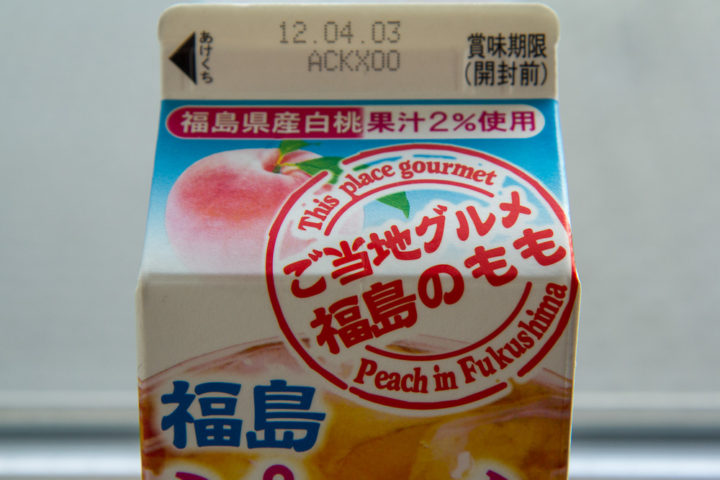 あけくち
12.04.03
ACKX00
賞味期限
(開封前)
福島県産白桃果汁2%使用
This place gourmet
ご当地グルメ
福島のもも
Peach in Fukushima
福島